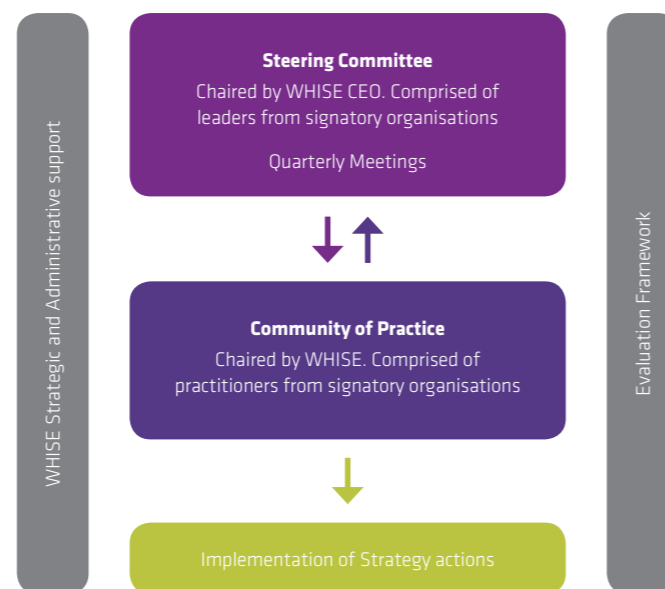 WHISE Strategic and Administrative support
Steering Committee
Chaired by WHISE CEO. Comprised of
leaders from signatory organisations
Quarterly Meetings
Community of Practice
Chaired by WHISE. Comprised of
practitioners from signatory organisations
Implementation of Strategy actions
Evaluation Framework